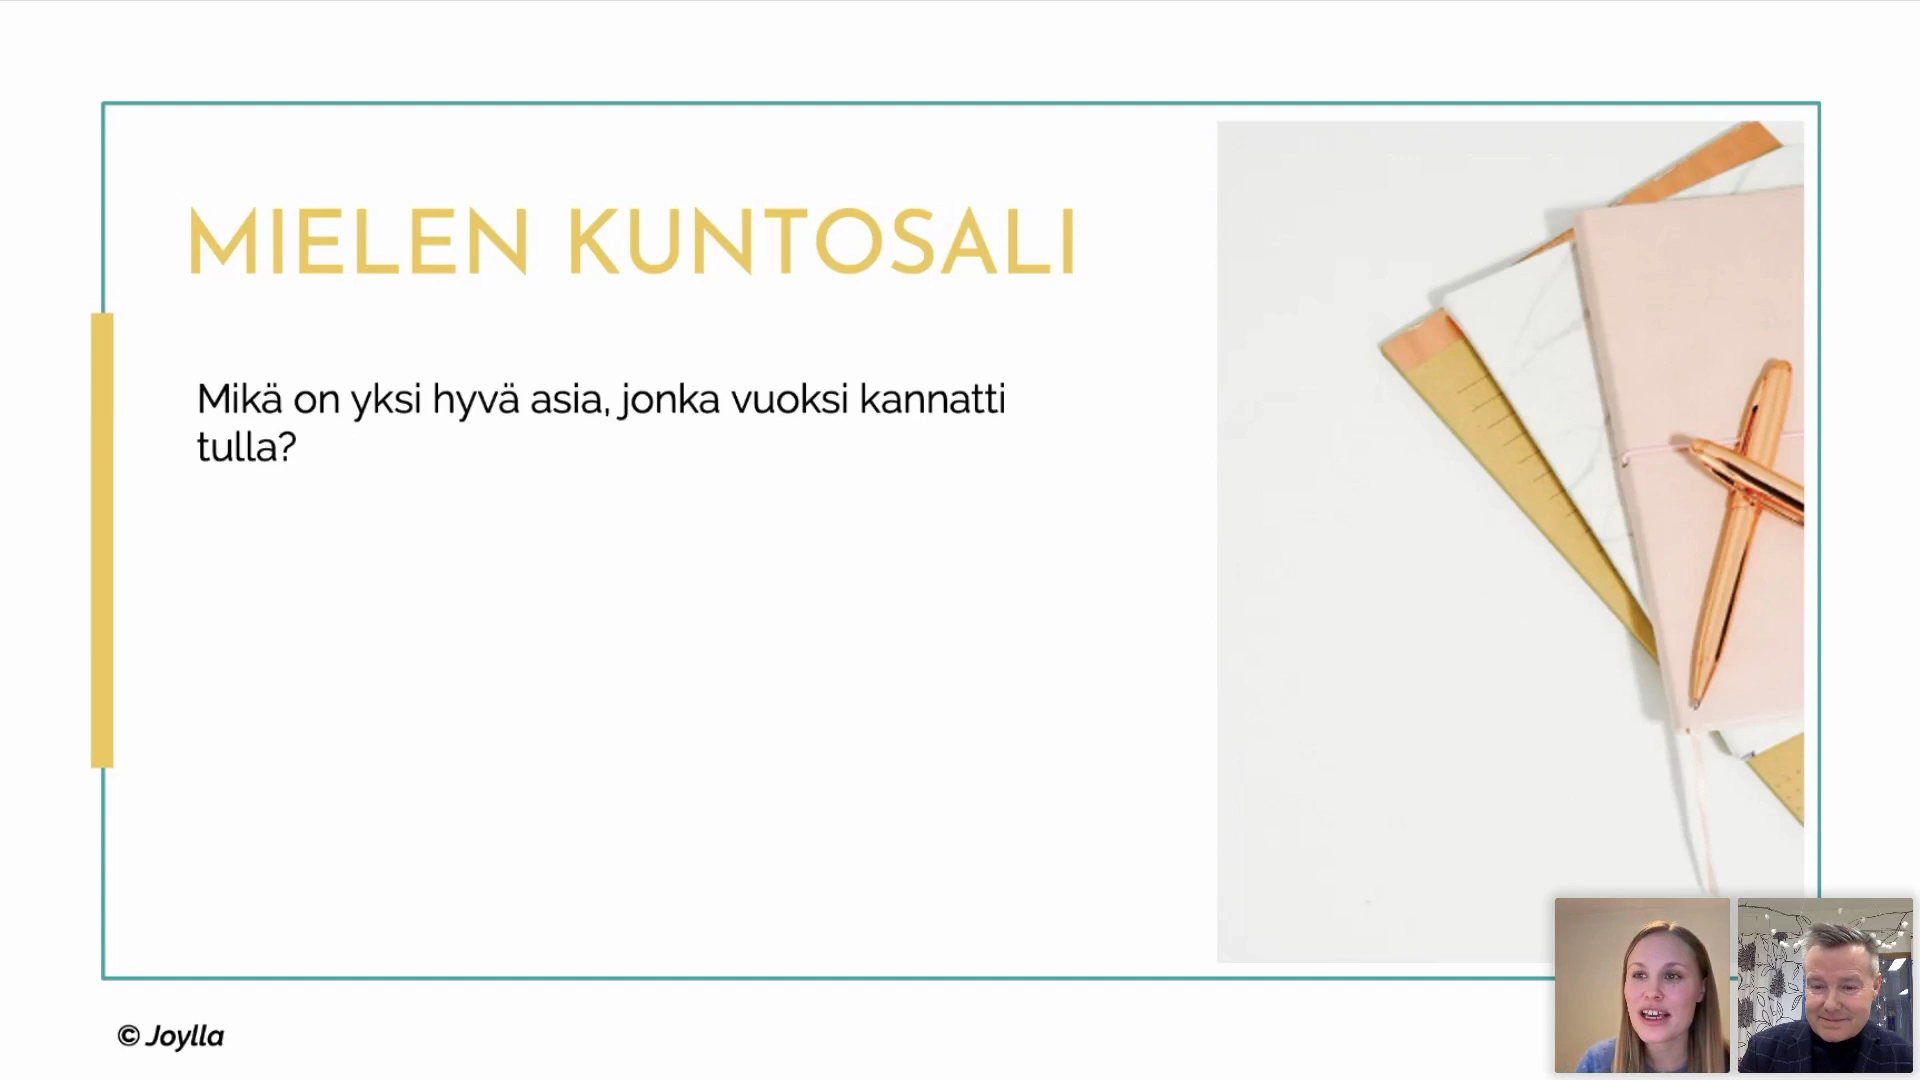 MIELEN KUNTOSALI
Mikä on yksi hyvä asia, jonka vuoksi kannatti
tulla?
© Joylla